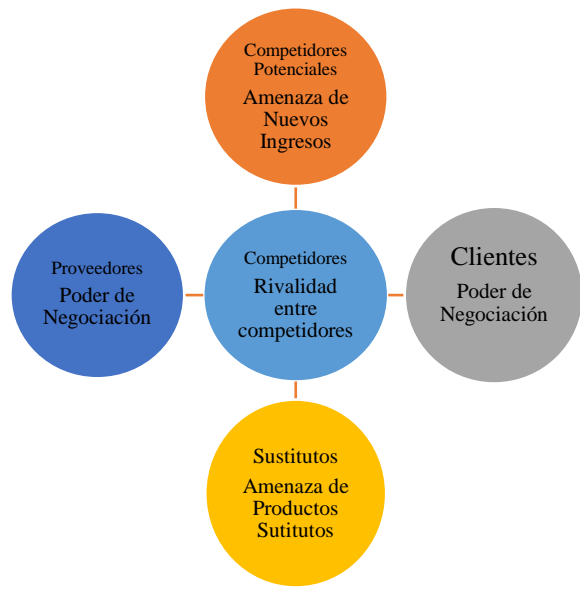 Competidores
Potenciales
Amenaza de
Nuevos
Ingresos
Proveedores
Poder de
Negociación
Competidores
Rivalidad
entre
competidores
Clientes
Poder de
Negociación
Sustitutos
Amenaza de
Productos
Sutitutos